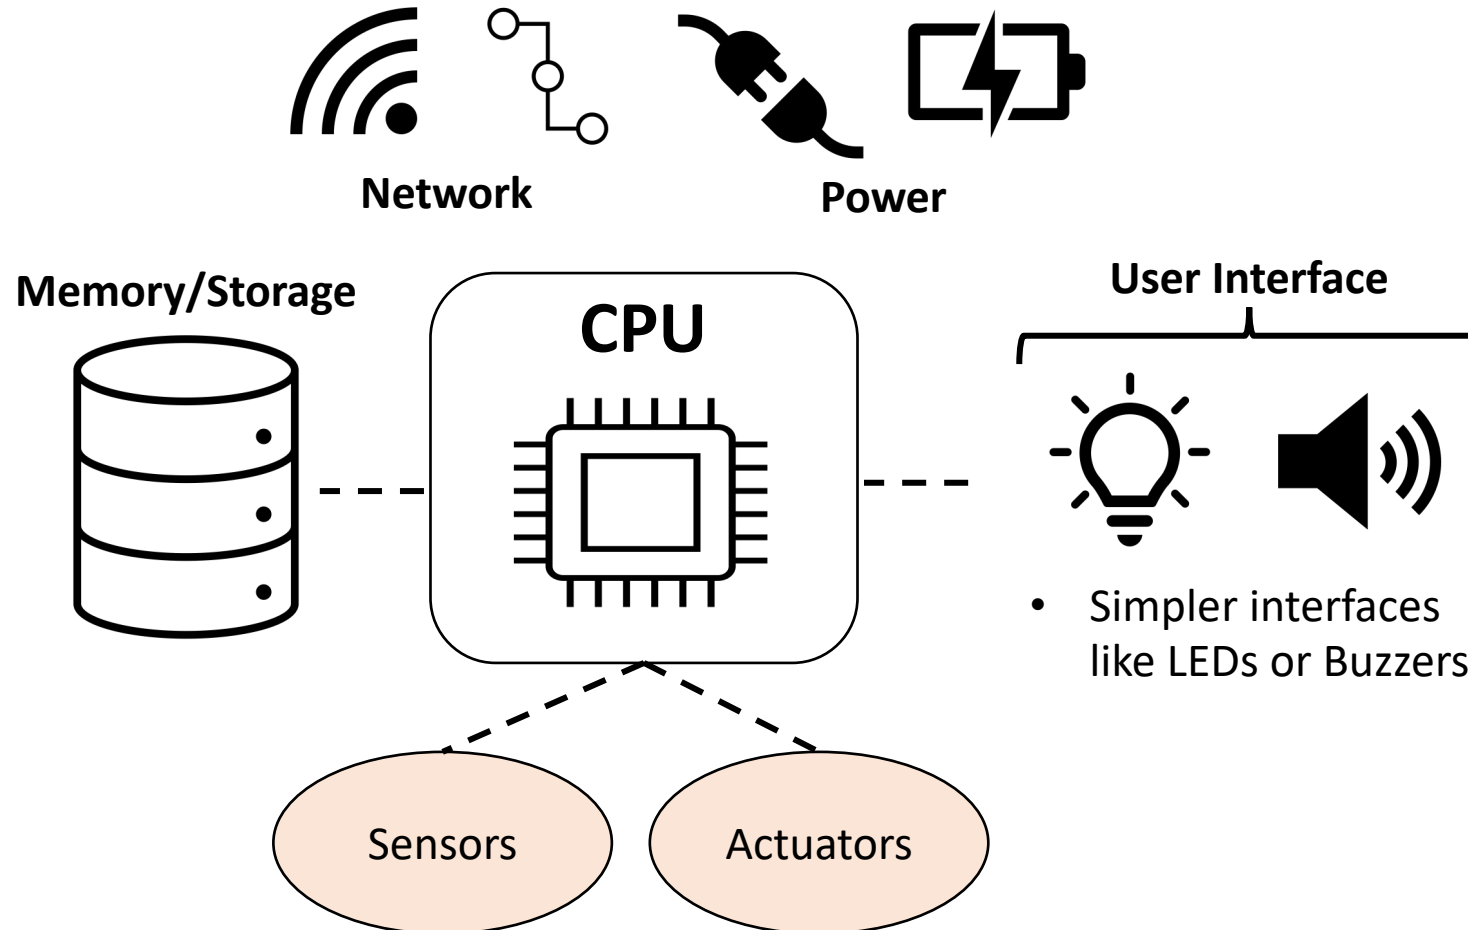 Network
Power
Memory/Storage
CPU
User Interface
• Simpler interfaces
like LEDs or Buzzers
Sensors
Actuators